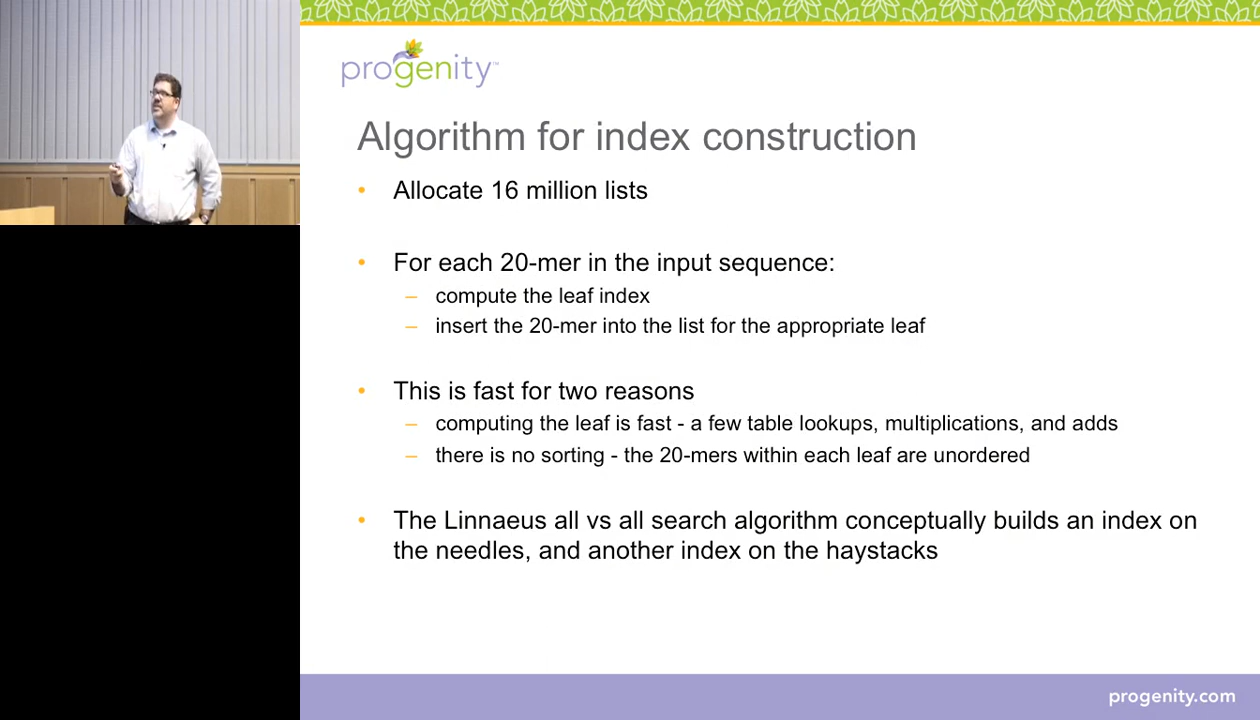 progenity™
Algorithm for index construction
• Allocate 16 million lists
• For each 20-mer in the input sequence:
– compute the leaf index
– insert the 20-mer into the list for the appropriate leaf
• This is fast for two reasons
– computing the leaf is fast - a few table lookups, multiplications, and adds
– there is no sorting - the 20-mers within each leaf are unordered
• The Linnaeus all vs all search algorithm conceptually builds an index on
the needles, and another index on the haystacks
progenity.com